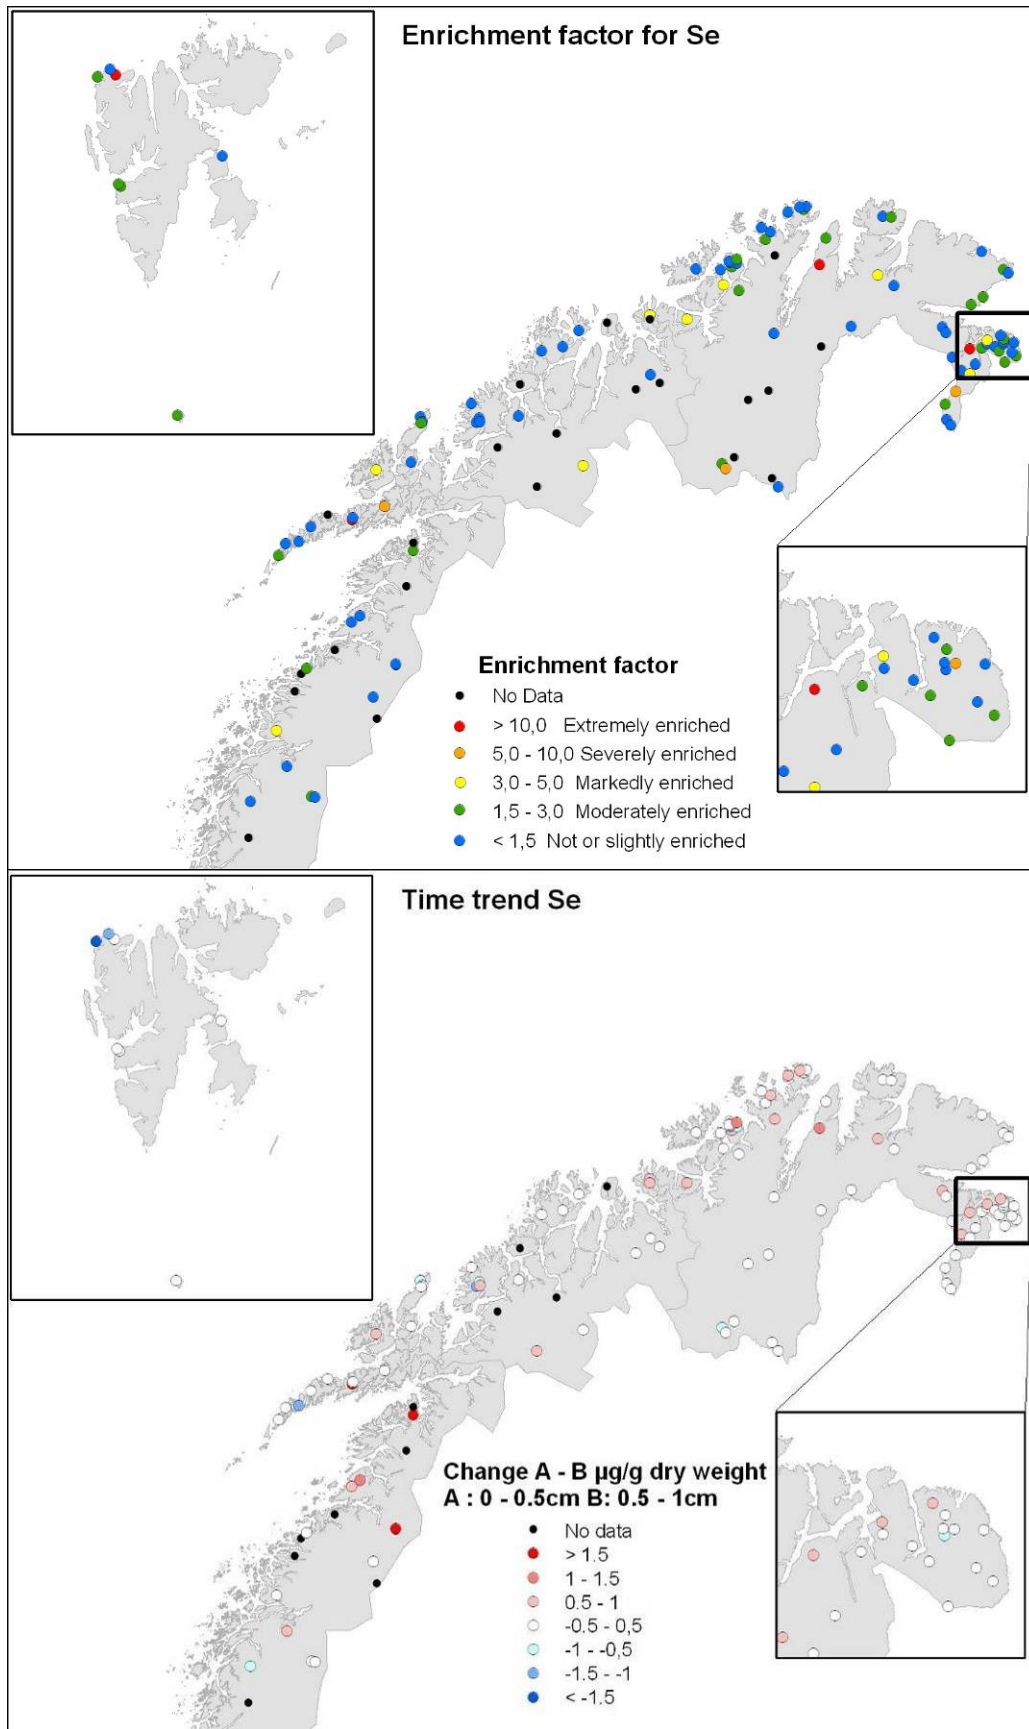 Enrichment factor for Se
Enrichment factor
No Data
> 10,0 Extremely enriched
5,0 - 10,0 Severely enriched
3,0 - 5,0 Markedly enriched
1,5 - 3,0 Moderately enriched
< 1,5 Not or slightly enriched
Time trend Se
Change A - B µg/g dry weight
A : 0 - 0.5cm B: 0.5 - 1cm
No data
> 1.5
1 - 1.5
0.5 - 1
-0.5 - 0,5
-1 - -0,5
-1.5 - -1
< -1.5